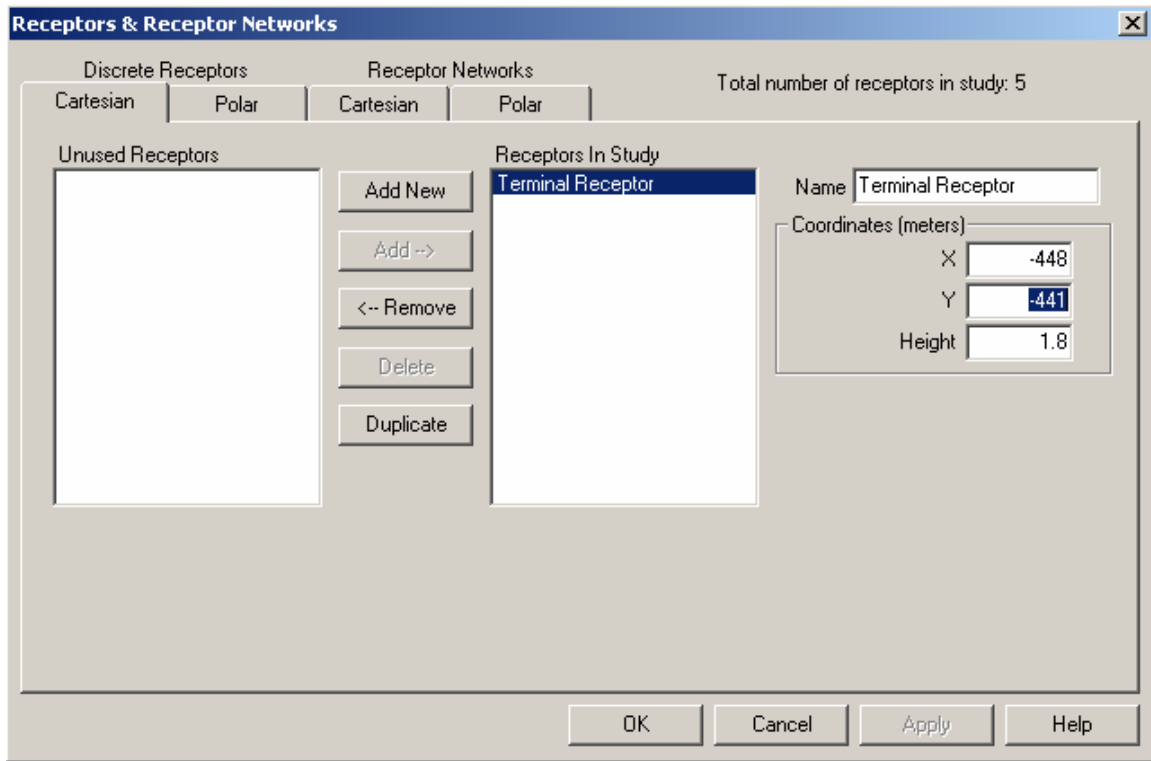 Receptors & Receptor Networks
Discrete Receptors
Receptor Networks
Total number of receptors in study: 5
Cartesian
Polar
Cartesian
Polar
Unused Receptors
Receptors In Study
Terminal Receptor
Add New
Add -->
<-- Remove
Delete
Duplicate
Name
Terminal Receptor
Coordinates (meters)
X
-448
Y
-441
Height
1.8
OK
Cancel
Apply
Help